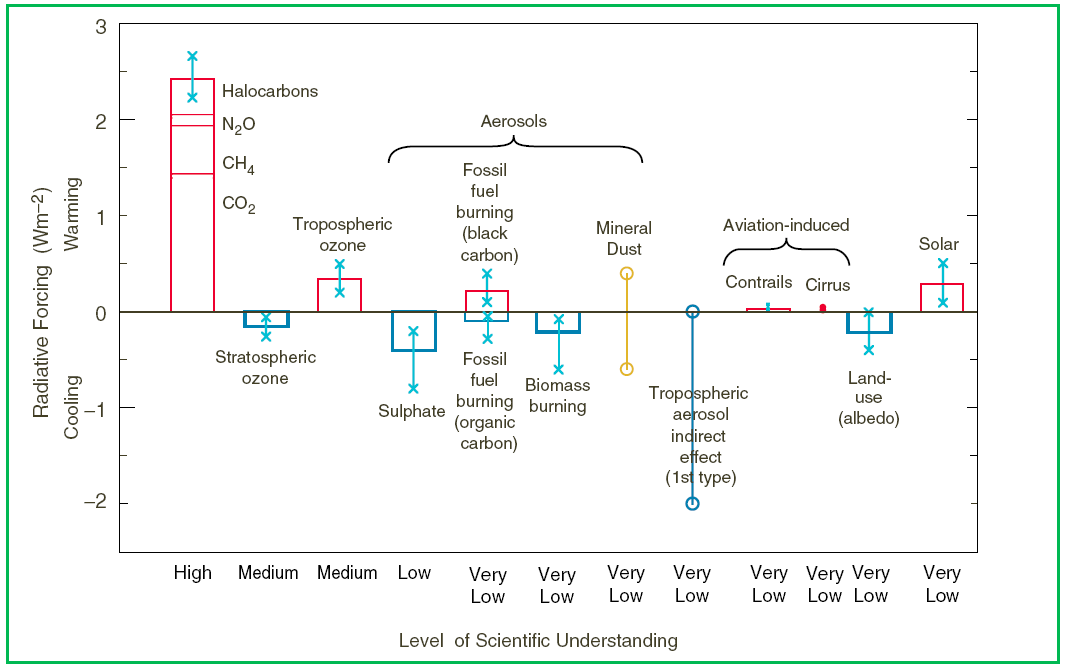 3
2
1
0
−1
−2
Radiative Forcing (Wm−2)
Warming
Cooling
Halocarbons
N2O
CH4
CO2
Stratospheric
ozone
Tropospheric
ozone
Aerosols
Sulphate
Fossil
fuel
burning
(black
carbon)
Fossil
fuel
burning
(organic
carbon)
Biomass
burning
Mineral
Dust
Tropospheric
aerosol
indirect
effect
(1st type)
Aviation-induced
Contrails
Cirrus
Land-
use
(albedo)
Solar
High
Medium
Medium
Low
Very
Low
Very
Low
Very
Low
Very
Low
Very
Low
Very
Low
Very
Low
Very
Low
Level of Scientific Understanding